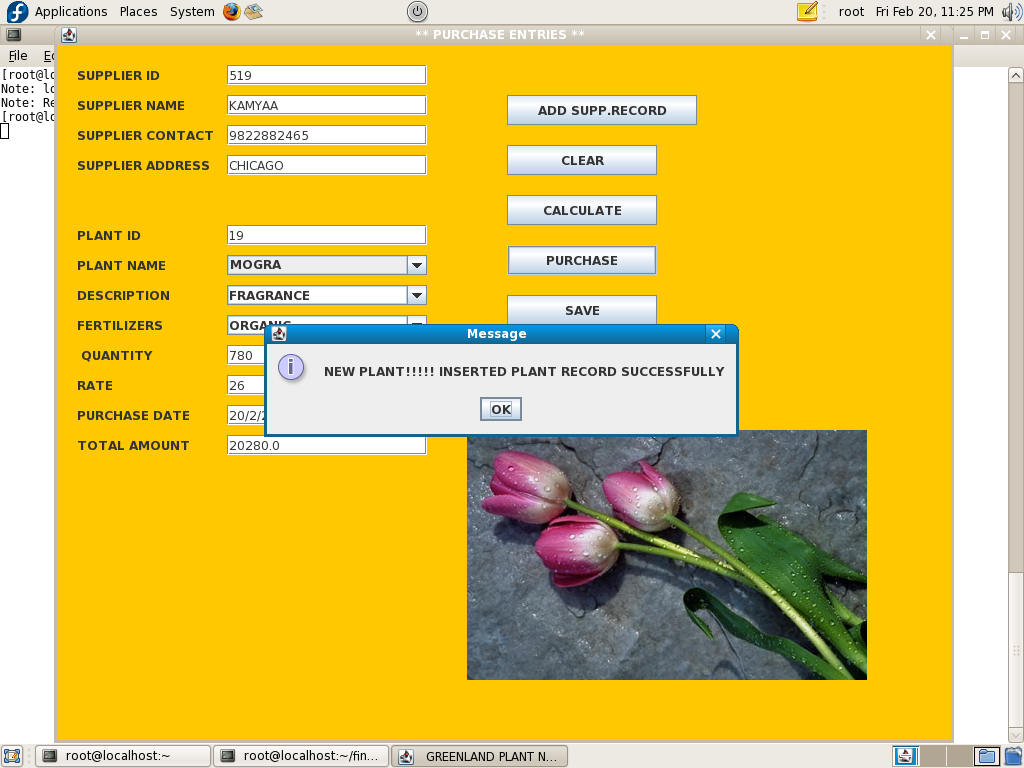 Applications Places System
root Fri Feb 20, 11:25 PM
** PURCHASE ENTRIES **
File
[root@lo
Note: lo
Note: Re
[root@lo
SUPPLIER ID 519
SUPPLIER NAME KAMYAA
SUPPLIER CONTACT 9822882465
SUPPLIER ADDRESS CHICAGO
ADD SUPP.RECORD
CLEAR
CALCULATE
PURCHASE
SAVE
PLANT ID 19
PLANT NAME MOGRA
DESCRIPTION FRAGRANCE
FERTILIZERS ORGANIC
QUANTITY 780
RATE 26
PURCHASE DATE 20/2/2
TOTAL AMOUNT 20280.0
Message
i
NEW PLANT!!!!! INSERTED PLANT RECORD SUCCESSFULLY
OK
root@localhost:~
root@localhost:~/fin...
GREENLAND PLANT N...